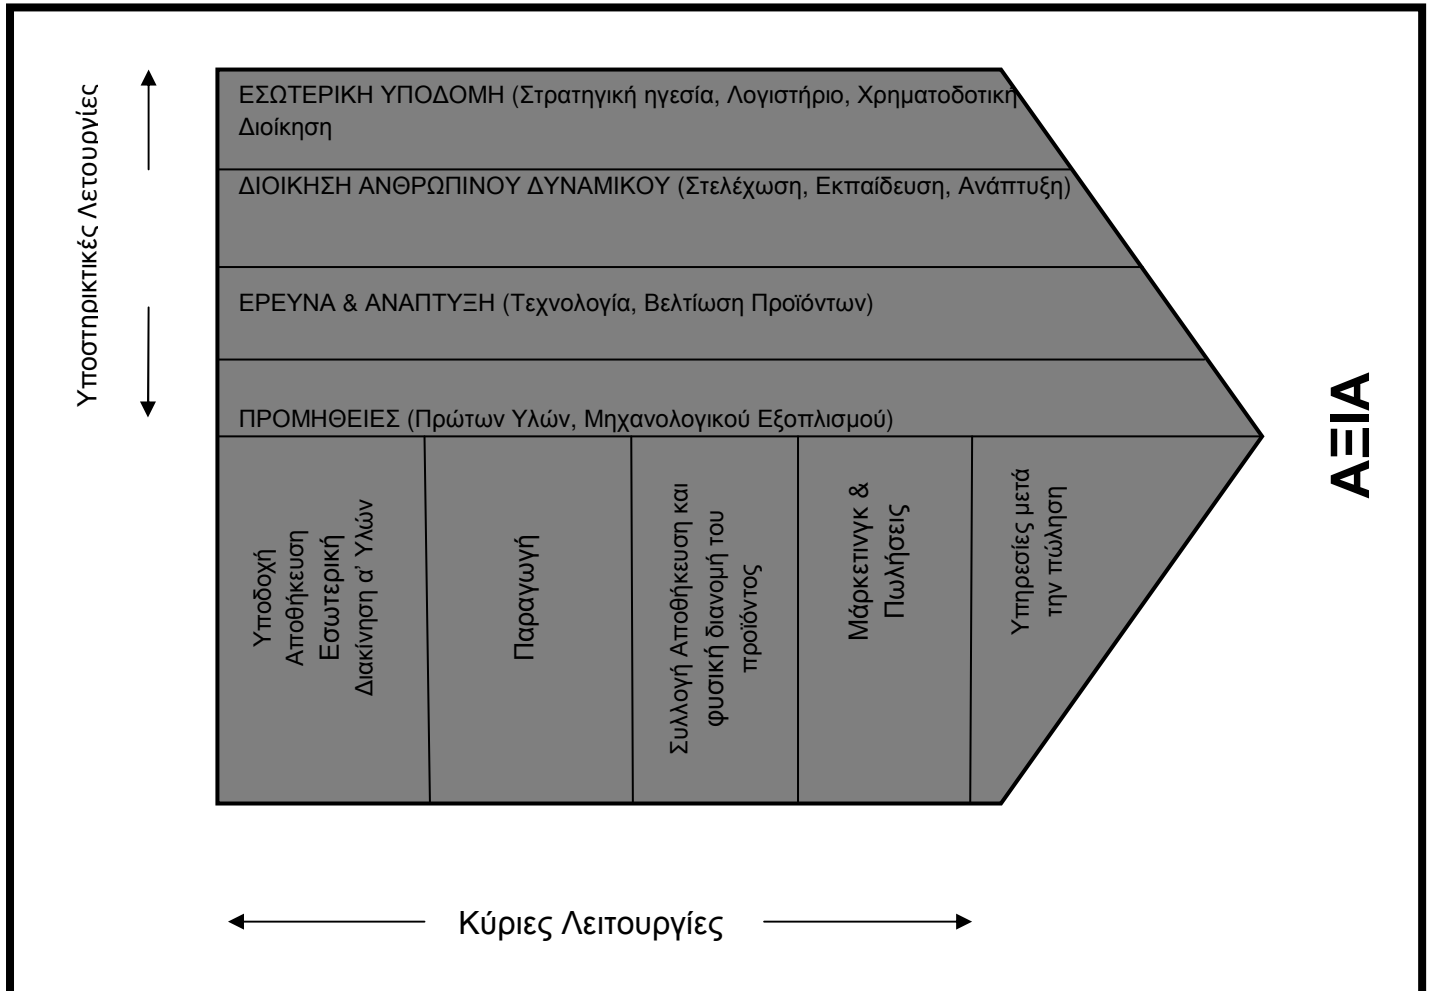 Υποστηρικτικές Λετουρνίες
ΕΣΩΤΕΡΙΚΗ ΥΠΟΔΟΜΗ (Στρατηγική ηγεσία, Λογιστήριο, Χρηματοδοτική
Διοίκηση
ΔΙΟΙΚΗΣΗ ΑΝΘΡΩΠΙΝΟΥ ΔΥΝΑΜΙΚΟΥ (Στελέχωση, Εκπαίδευση, Ανάπτυξη)
ΕΡΕΥΝΑ & ΑΝΑΠΤΥΞΗ (Τεχνολογία, Βελτίωση Προϊόντων)
ΠΡΟΜΗΘΕΙΕΣ (Πρώτων Υλών, Μηχανολογικού Εξοπλισμού)
Υποδοχή
Αποθήκευση
Εσωτερική
Διακίνηση α’ Υλών
Παραγωγή
Συλλογή Αποθήκευση και
φυσική διανομή του
προϊόντος
Μάρκετινγκ &
Πωλήσεις
Υπηρεσίες μετά
την πώληση
ΑΞΙΑ
Κύριες Λειτουργίες